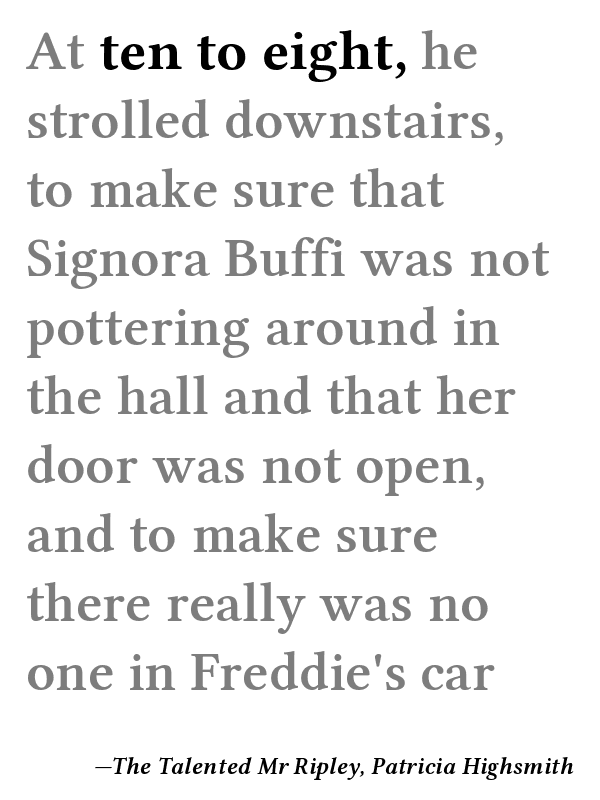 At ten to eight, he
strolled downstairs,
to make sure that
Signora Buffi was not
pottering around in
the hall and that her
door was not open,
and to make sure
there really was no
one in Freddie's car
—The Talented Mr Ripley, Patricia Highsmith